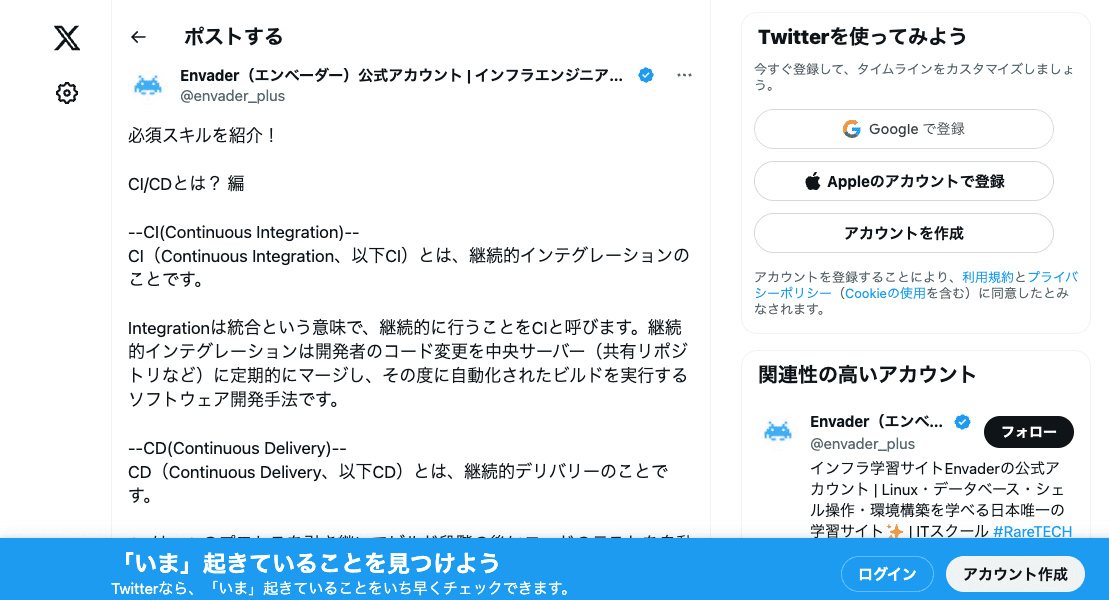 ポストする
Envader（エンベーダー）公式アカウント | インフラエンジニア...
@envader_plus
必須スキルを紹介！
CI/CDとは？ 編
--CI(Continuous Integration)--
CI（Continuous Integration、以下CI）とは、継続的インテグレーションの
ことです。
Integrationは統合という意味で、継続的に行うことをCIと呼びます。継続
的インテグレーションは開発者のコード変更を中央サーバー（共有リポジ
トリなど）に定期的にマージし、その度に自動化されたビルドを実行する
ソフトウェア開発手法です。
--CD(Continuous Delivery)--
CD（Continuous Delivery、以下CD）とは、継続的デリバリーのことで
す。
Twitterを使ってみよう
今すぐ登録して、タイムラインをカスタマイズしましょ
う。
Google で登録
Appleのアカウントで登録
アカウントを作成
アカウントを登録することにより、利用規約とプライバ
シーポリシー（Cookieの使用を含む）に同意したとみ
なされます。
関連性の高いアカウント
Envader（エンベ...
@envader_plus
フォロー
インフラ学習サイトEnvaderの公式ア
カウント | Linux・データベース・シェ
ル操作・環境構築を学べる日本唯一の
学習サイト✨ | ITスクール #RareTECH
「いま」起きていることを見つけよう
Twitterなら、「いま」起きていることをいち早くチェックできます。
ログイン
アカウント作成